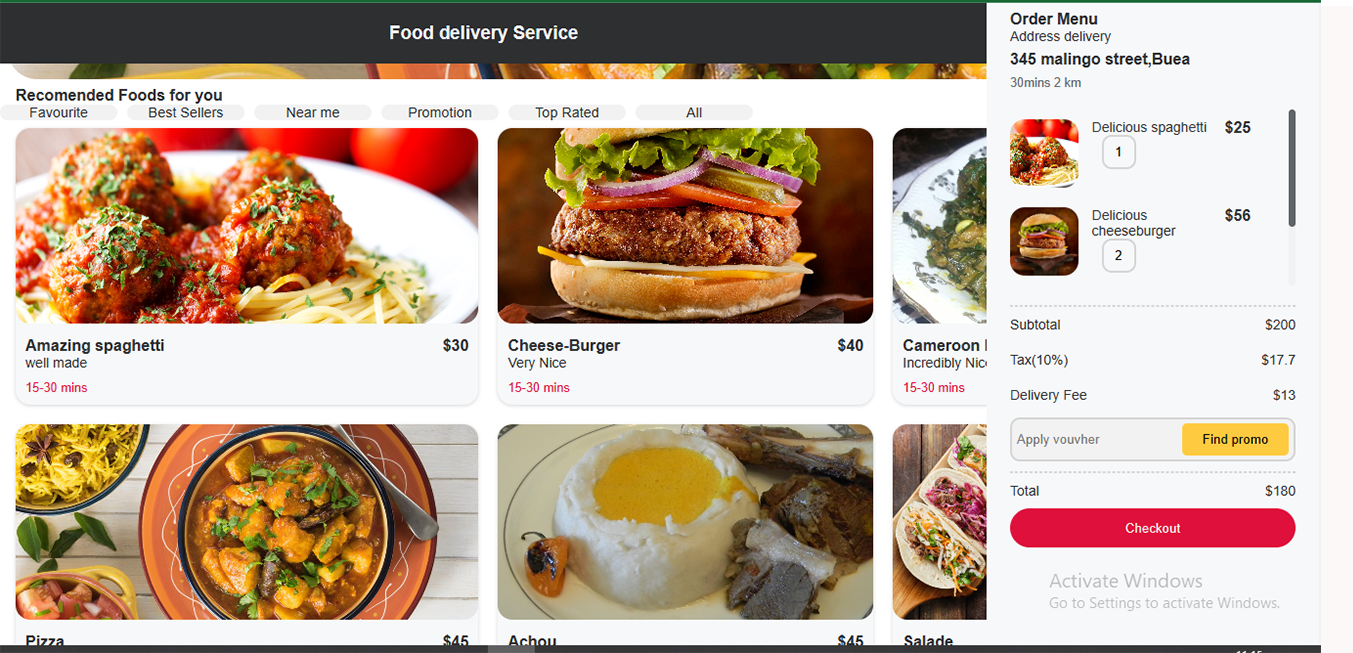 Food delivery Service
Recomended Foods for you
Favourite Best Sellers Near me Promotion Top Rated All
Amazing spaghetti $30
well made
15-30 mins
Cheese-Burger $40
Very Nice
15-30 mins
Cameroon
Incredibly Nice
15-30 mins
Pizza $45
Achou $45
Salade
Order Menu
Address delivery
345 malingo street,Buea
30mins 2 km
Delicious spaghetti $25
1
Delicious $56
cheeseburger
2
Subtotal $200
Tax(10%) $17.7
Delivery Fee $13
Apply vouvher Find promo
Total $180
Checkout
Activate Windows
Go to Settings to activate Windows.